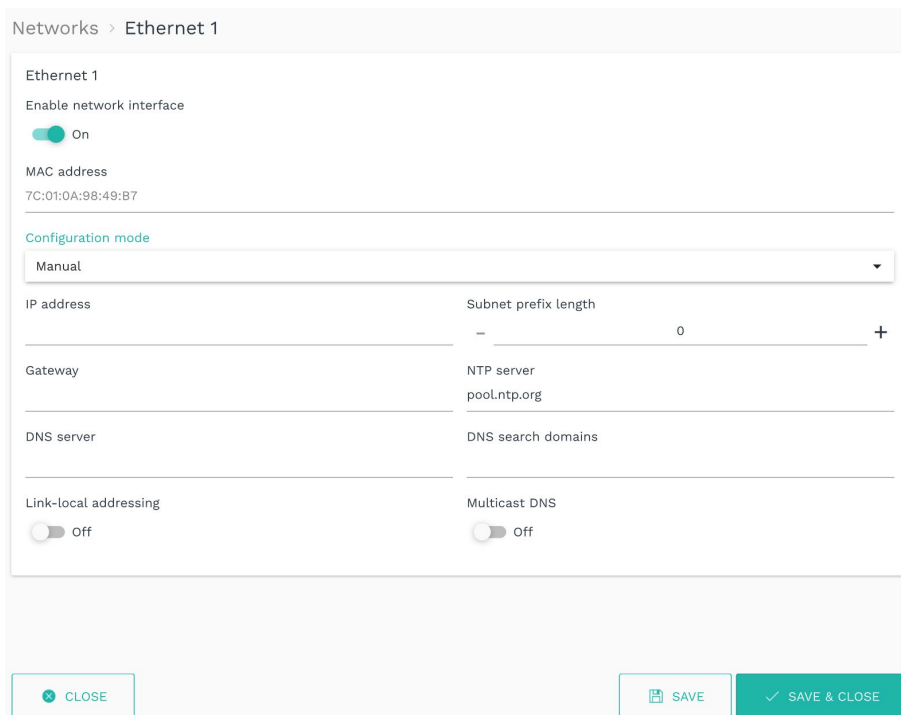 Networks > Ethernet 1
Ethernet 1
Enable network interface
On
MAC address
7C:01:0A:98:49:B7
Configuration mode
Manual
IP address
Subnet prefix length
- 0 +
Gateway
NTP server
pool.ntp.org
DNS server
DNS search domains
Link-local addressing
Off
Multicast DNS
Off
CLOSE
SAVE
SAVE & CLOSE